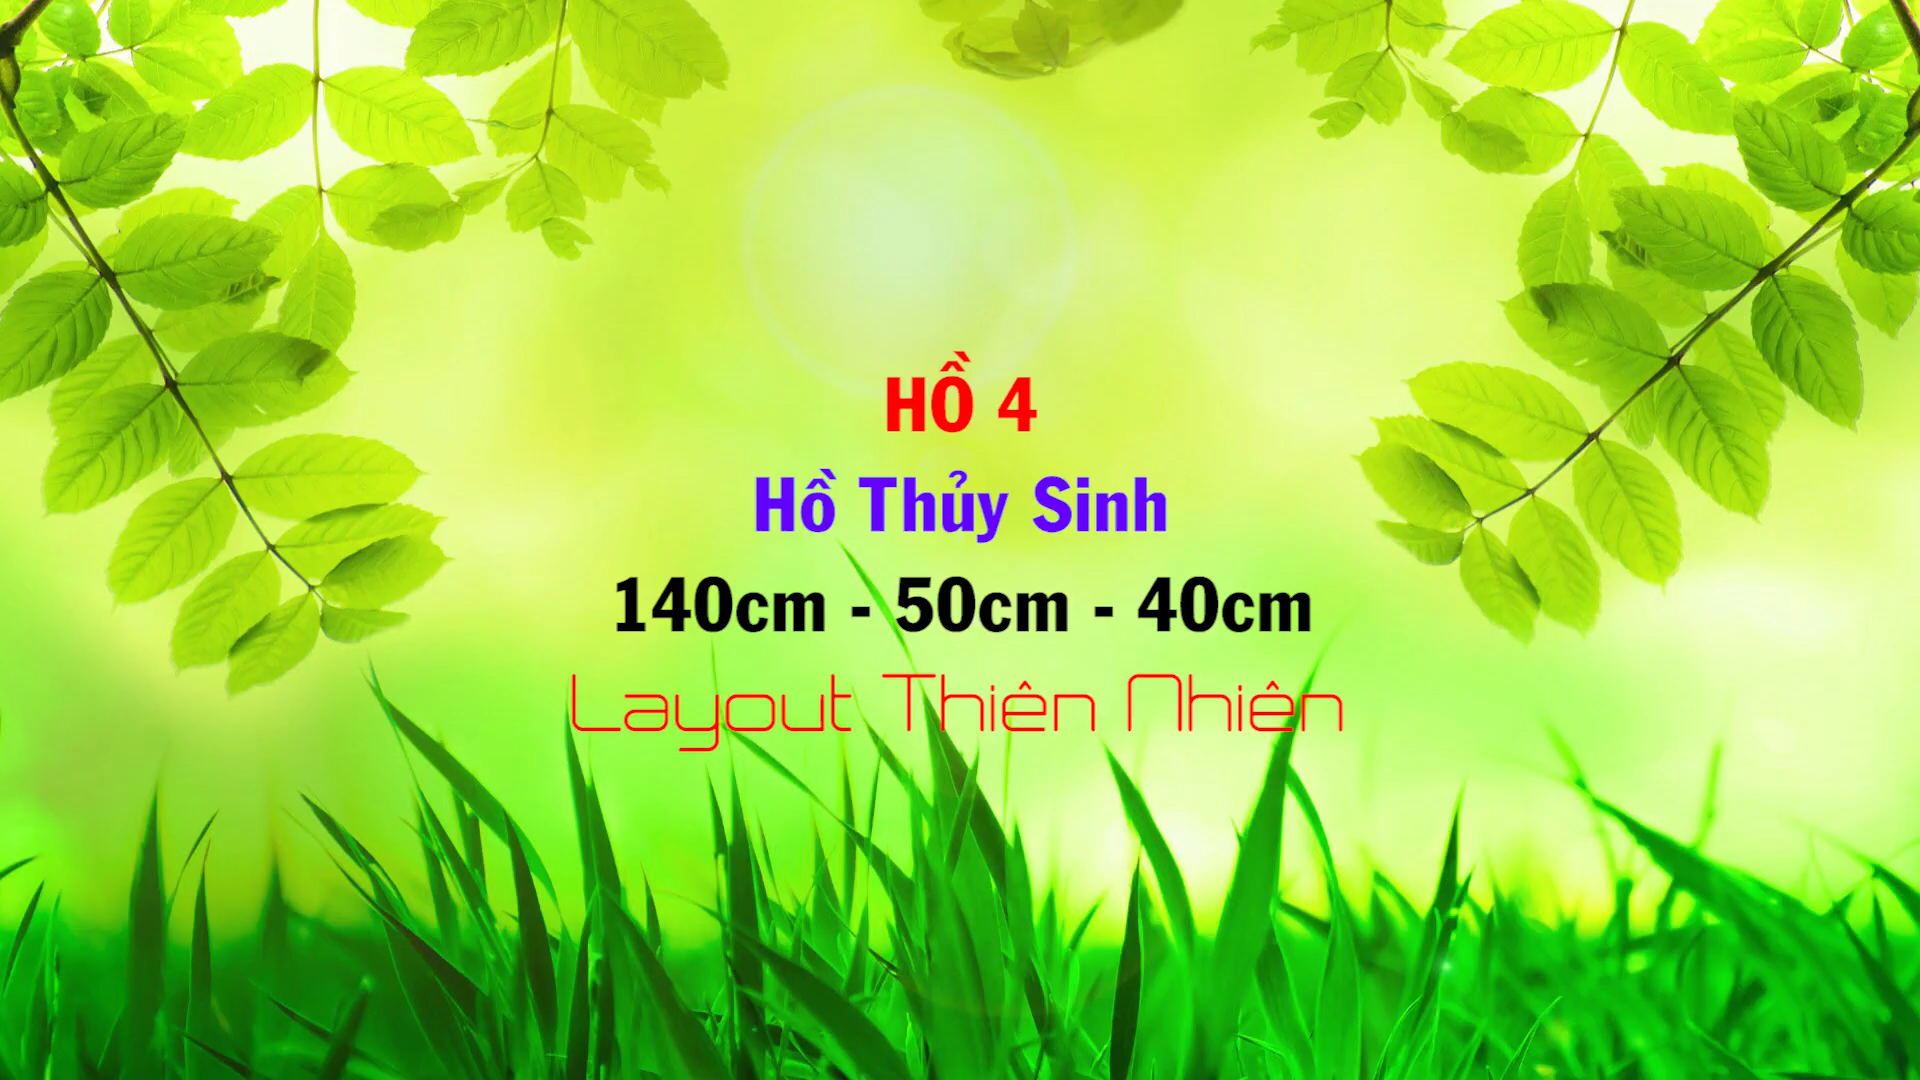 HỒ 4
Hồ Thủy Sinh
140cm - 50cm - 40cm
Layout Thiên Nhiên